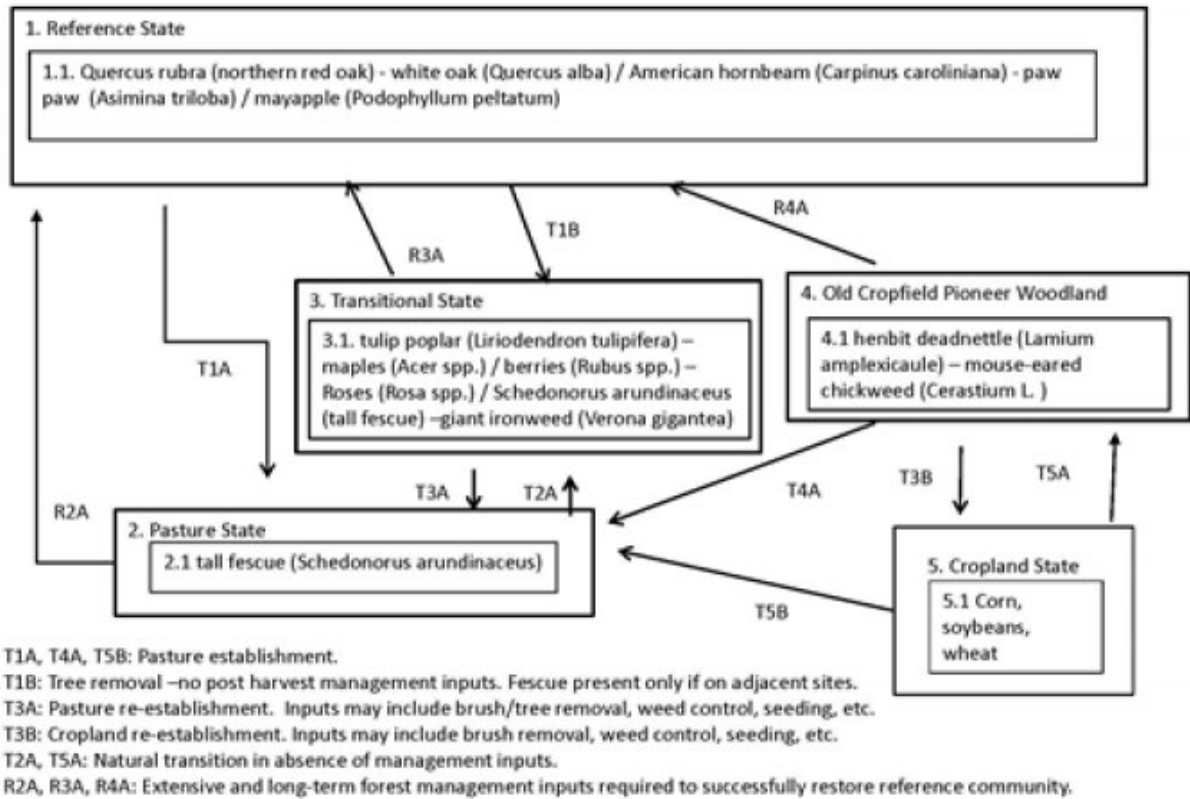 1. Reference State
1.1. Quercus rubra (northern red oak) - white oak (Quercus alba) / American hornbeam (Carpinus caroliniana) - paw
paw (Asimina triloba) / mayapple (Podophyllum peltatum)
R4A
T1B
R3A
3. Transitional State
3.1. tulip poplar (Liriodendron tulipifera) –
maples (Acer spp.) / berries (Rubus spp.) –
Roses (Rosa spp.) / Schedonorus arundinaceus
(tall fescue) –giant ironweed (Verona gigantea)
4. Old Cropfield Pioneer Woodland
4.1 henbit deadnettle (Lamium
amplexicaule) – mouse-eared
chickweed (Cerastium L. )
T1A
T3A
T2A
T4A
T3B
T5A
R2A
2. Pasture State
2.1 tall fescue (Schedonorus arundinaceus)
5. Cropland State
5.1 Corn,
soybeans,
wheat
T5B
T1A, T4A, T5B: Pasture establishment.
T1B: Tree removal –no post harvest management inputs. Fescue present only if on adjacent sites.
T3A: Pasture re-establishment. Inputs may include brush/tree removal, weed control, seeding, etc.
T3B: Cropland re-establishment. Inputs may include brush removal, weed control, seeding, etc.
T2A, T5A: Natural transition in absence of management inputs.
R2A, R3A, R4A: Extensive and long-term forest management inputs required to successfully restore reference community.